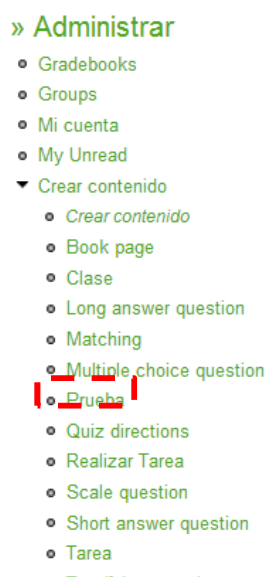 » Administrar
Gradebooks
Groups
Mi cuenta
My Unread
Crear contenido
Crear contenido
Book page
Clase
Long answer question
Matching
Multiple choice question
Prueba
Quiz directions
Realizar Tarea
Scale question
Short answer question
Tarea